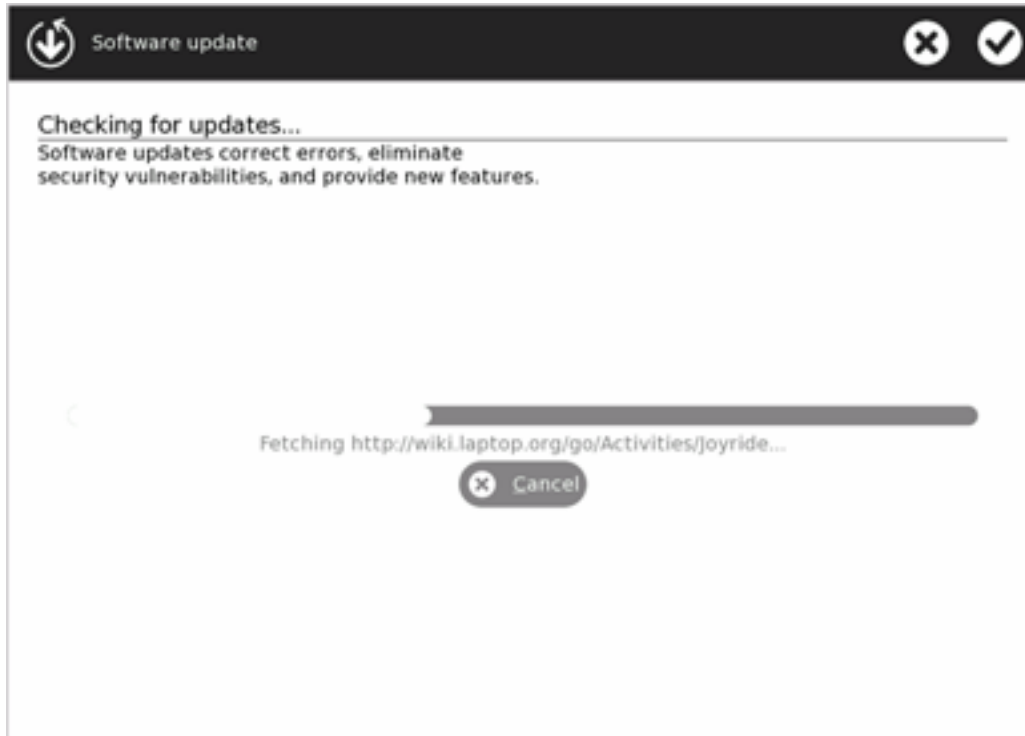 Software update
Checking for updates...
Software updates correct errors, eliminate
security vulnerabilities, and provide new features.
Fetching http://wiki.laptop.org/go/Activities/Joyride...
Cancel